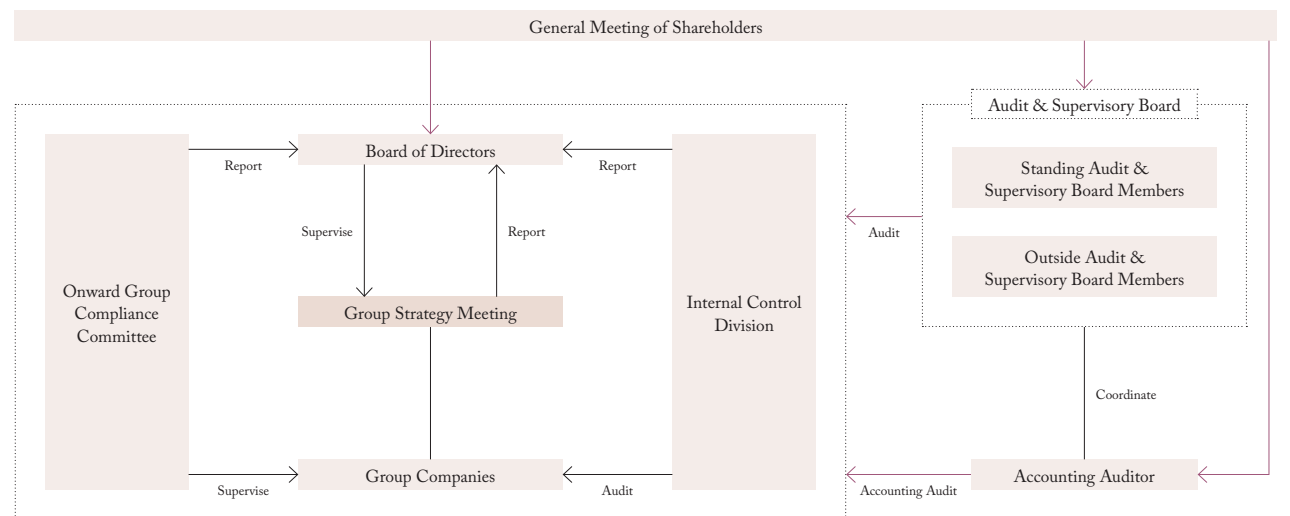 General Meeting of Shareholders
Audit & Supervisory Board
Board of Directors
Report
Report
Standing Audit &
Supervisory Board Members
Supervise
Report
Audit
Outside Audit &
Supervisory Board Members
Onward Group
Compliance
Committee
Group Strategy Meeting
Internal Control
Division
Coordinate
Group Companies
Accounting Auditor
Supervise
Audit
Accounting Audit